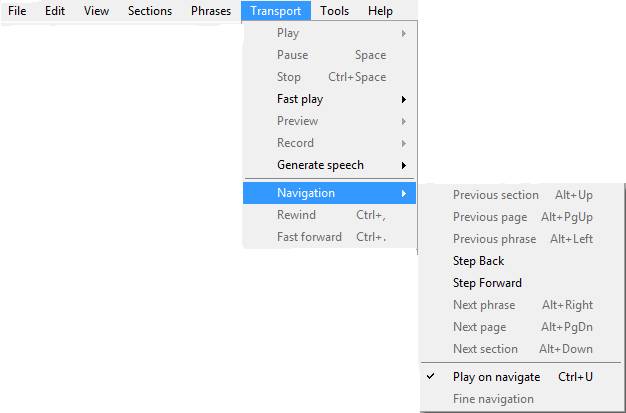 File Edit View Sections Phrases Transport Tools Help
Play
Pause Space
Stop Ctrl+Space
Fast play
Preview
Record
Generate speech
Navigation
Rewind Ctrl+,
Fast forward Ctrl+.
Previous section Alt+Up
Previous page Alt+PgUp
Previous phrase Alt+Left
Step Back
Step Forward
Next phrase Alt+Right
Next page Alt+PgDn
Next section Alt+Down
Play on navigate Ctrl+U
Fine navigation